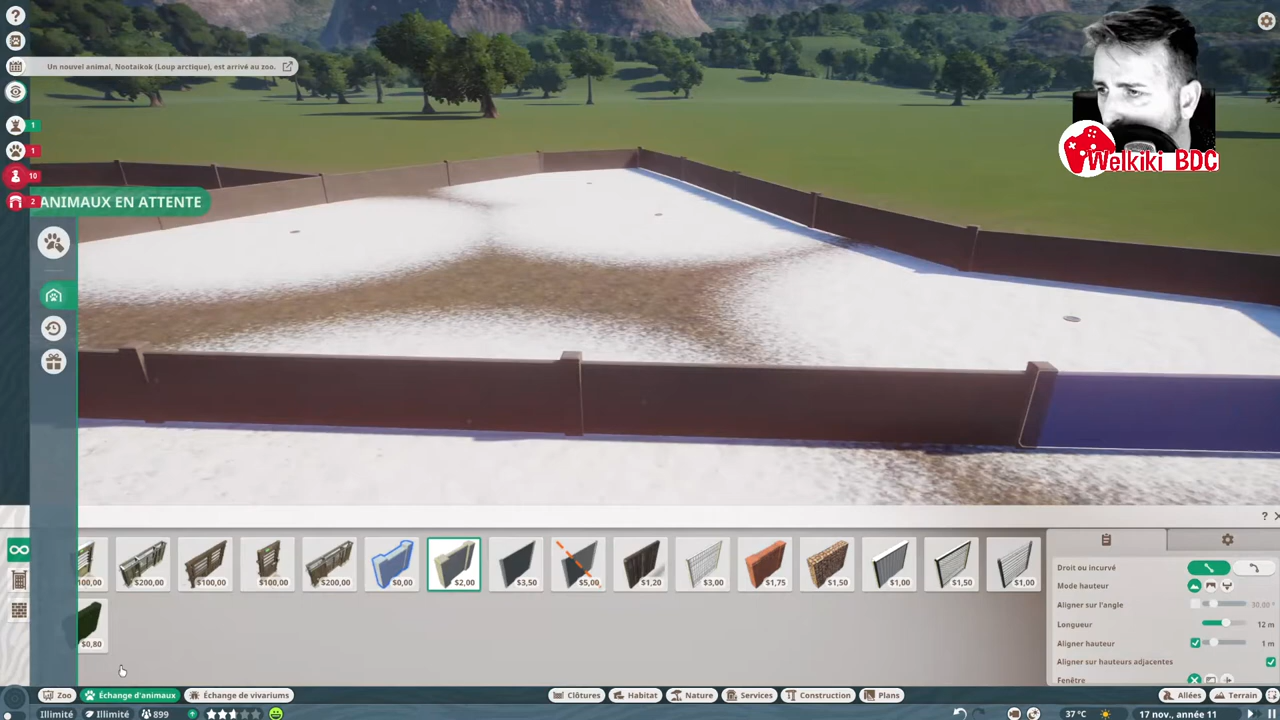 ?
Un nouvel animal, Nootaikok (Loup arctique), est arrivé au zoo.
1
1
10
2
ANIMAUX EN ATTENTE
Welkiki BDC
?
$100,00
$200,00
$100,00
$100,00
$200,00
$0,00
$2,00
$3,50
$5,00
$1,20
$3,00
$1,75
$1,50
$1,00
$1,50
$1,00
$0,80
Droit ou incurvé
Mode hauteur
Aligner sur l'angle 30,00 °
Longueur 12 m
Aligner hauteur 1 m
Aligner sur hauteurs adjacentes
Fenêtre
Zoo Échange d'animaux Échange de vivariums Clôtures Habitat Nature Services Construction Plans Allées Terrain
Illimité Illimité 899 37 °C 17 nov., année 11